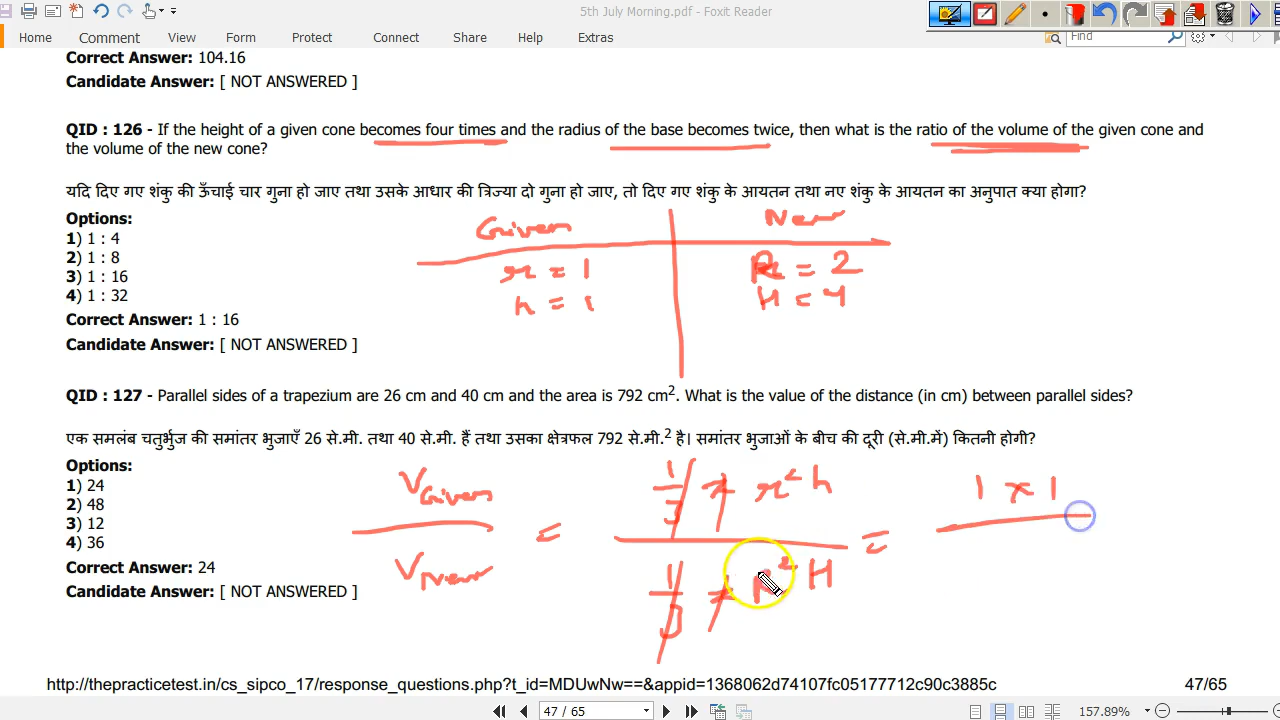 5th July Morning.pdf - Foxit Reader
Home Comment View Form Protect Connect Share Help Extras
Find
Correct Answer: 104.16
Candidate Answer: [ NOT ANSWERED ]
QID : 126 - If the height of a given cone becomes four times and the radius of the base becomes twice, then what is the ratio of the volume of the given cone and
the volume of the new cone?
यदि दिए गए शंकु की ऊँचाई चार गुना हो जाए तथा उसके आधार की त्रिज्या दो गुना हो जाए, तो दिए गए शंकु के आयतन तथा नए शंकु के आयतन का अनुपात क्या होगा?
Options:
1) 1 : 4
2) 1 : 8
3) 1 : 16
4) 1 : 32
Correct Answer: 1 : 16
Candidate Answer: [ NOT ANSWERED ]
Given New
r = 1 R = 2
h = 1 H = 4
QID : 127 - Parallel sides of a trapezium are 26 cm and 40 cm and the area is 792 cm². What is the value of the distance (in cm) between parallel sides?
एक समलंब चतुर्भुज की समांतर भुजाएँ 26 से.मी. तथा 40 से.मी. हैं तथा उसका क्षेत्रफल 792 से.मी.² है। समांतर भुजाओं के बीच की दूरी (से.मी.में) कितनी होगी?
Options:
1) 24
2) 48
3) 12
4) 36
Correct Answer: 24
Candidate Answer: [ NOT ANSWERED ]
V Given 1/3 π r² h 1 × 1
= =
V New 1/3 π R² H
http://thepracticetest.in/cs_sipco_17/response_questions.php?t_id=MDUwNw==&appid=1368062d74107fc05177712c90c3885c 47/65
47 / 65 157.89%